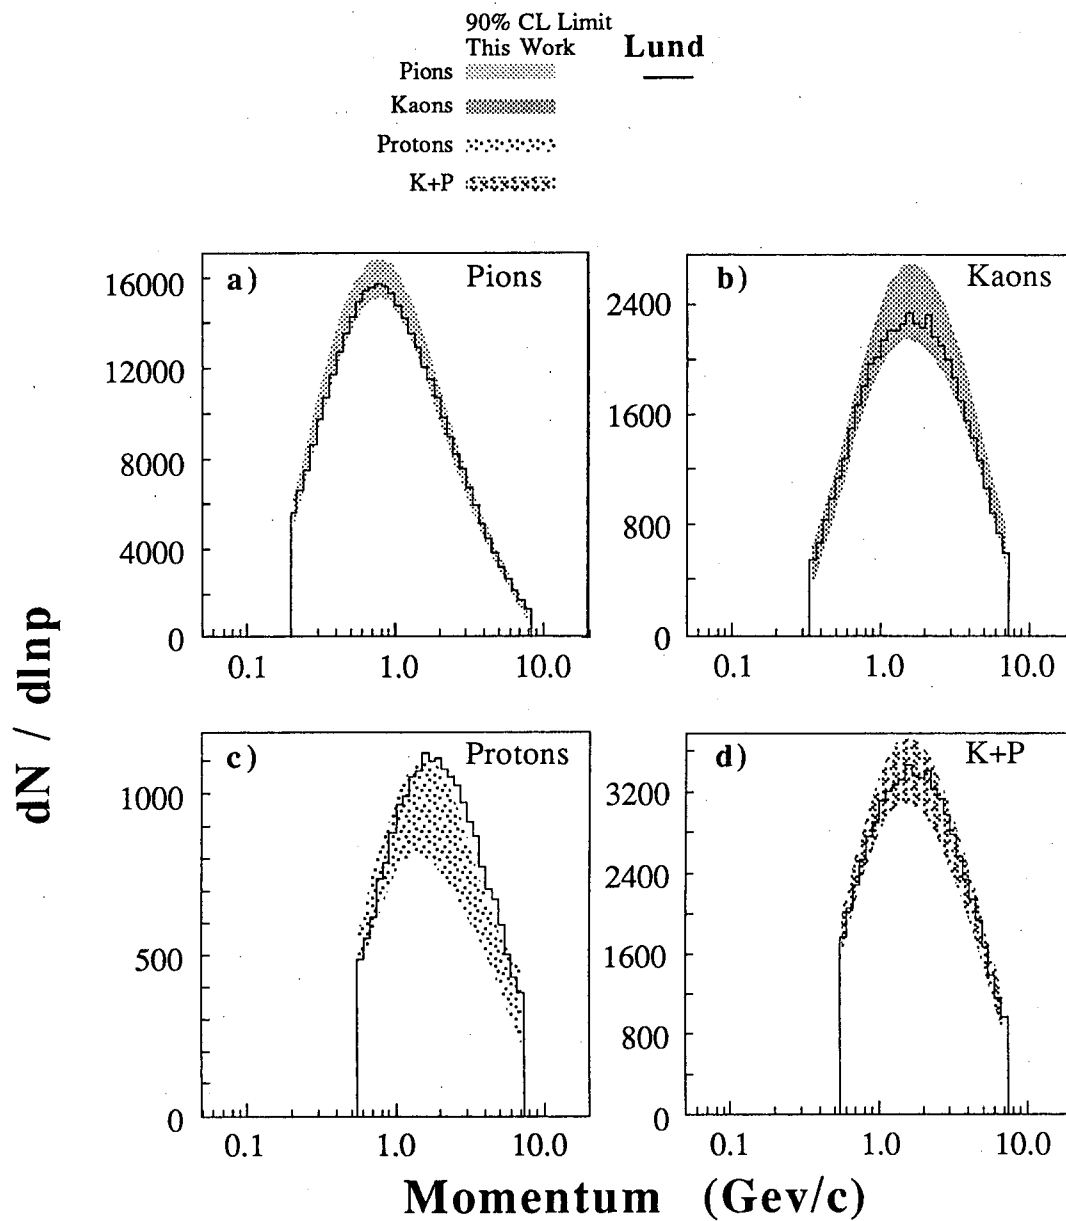 90% CL Limit
This Work
Lund
Pions
Kaons
Protons
K+P
a)
Pions
16000
12000
8000
4000
0
0.1
1.0
10.0
b)
Kaons
2400
1600
800
0
0.1
1.0
10.0
c)
Protons
1000
500
0
0.1
1.0
10.0
d)
K+P
3200
2400
1600
800
0
0.1
1.0
10.0
dN / dlnp
Momentum (Gev/c)